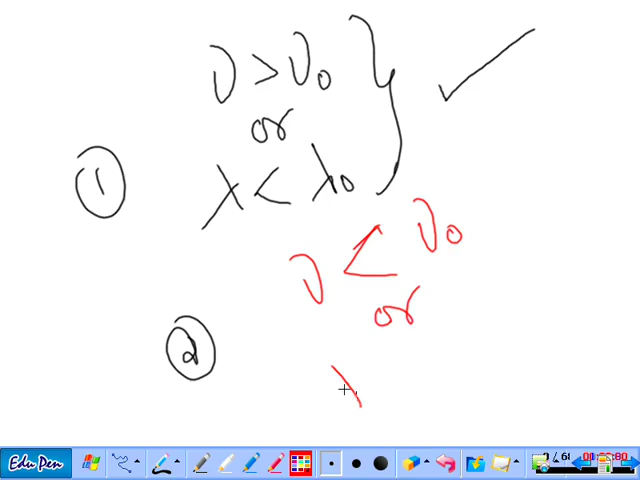 ν > ν₀
or
① λ < λ₀
ν < ν₀
or
②
Edu Pen